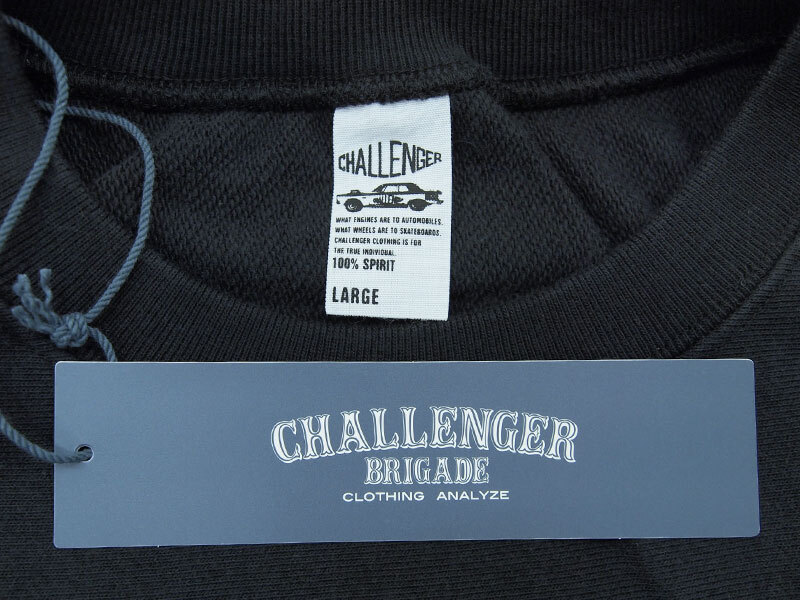 CHALLENGER
WHAT ENGINES ARE TO AUTOMOBILES.
WHAT WHEELS ARE TO SKATEBOARDS.
CHALLENGER CLOTHING IS FOR
THE TRUE INDIVIDUAL.
100% SPIRIT
LARGE
CHALLENGER
BRIGADE
CLOTHING ANALYZE